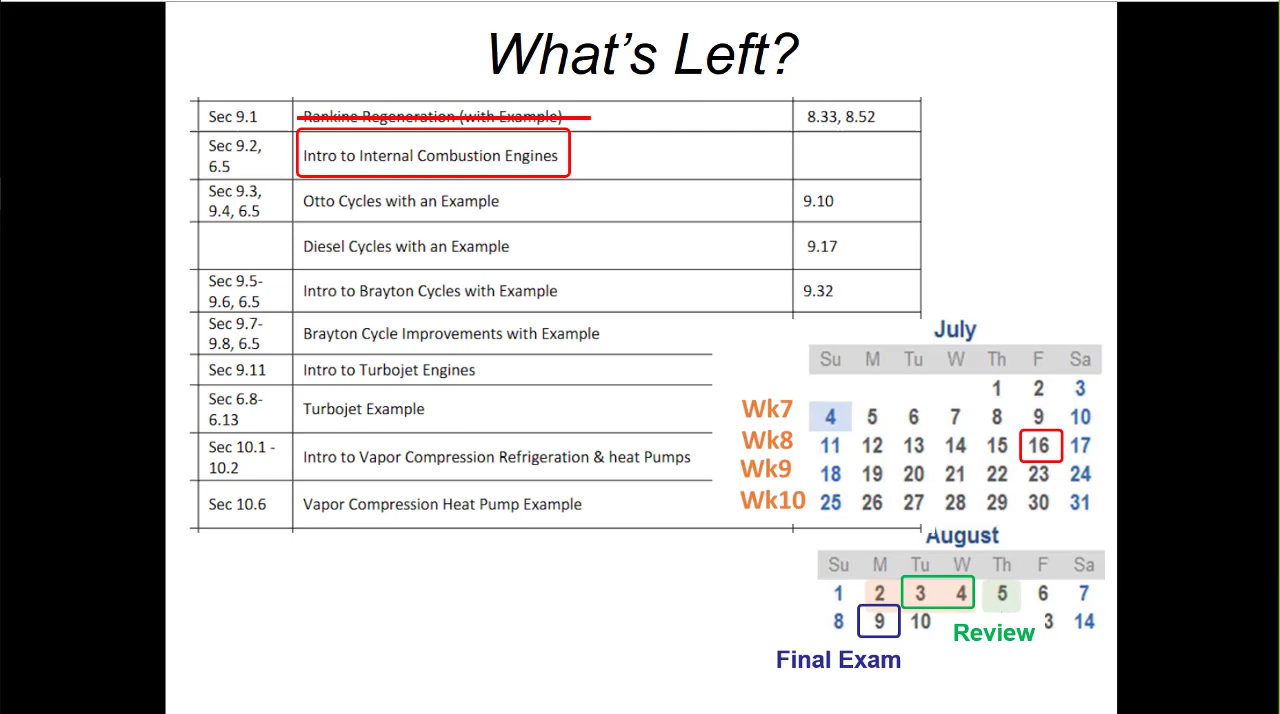 What's Left?
Sec 9.1 Rankine Regeneration (with Example) 8.33, 8.52
Sec 9.2,
6.5
Intro to Internal Combustion Engines
Sec 9.3,
9.4, 6.5
Otto Cycles with an Example 9.10
Diesel Cycles with an Example 9.17
Sec 9.5-
9.6, 6.5
Intro to Brayton Cycles with Example 9.32
Sec 9.7-
9.8, 6.5
Brayton Cycle Improvements with Example
Sec 9.11 Intro to Turbojet Engines
Sec 6.8-
6.13
Turbojet Example
Sec 10.1 -
10.2
Intro to Vapor Compression Refrigeration & heat Pumps
Sec 10.6 Vapor Compression Heat Pump Example
July
Su M Tu W Th F Sa
1 2 3
Wk7 4 5 6 7 8 9 10
Wk8 11 12 13 14 15 16 17
Wk9 18 19 20 21 22 23 24
Wk10 25 26 27 28 29 30 31
August
Su M Tu W Th F Sa
1 2 3 4 5 6 7
8 9 10 3 14
Review
Final Exam